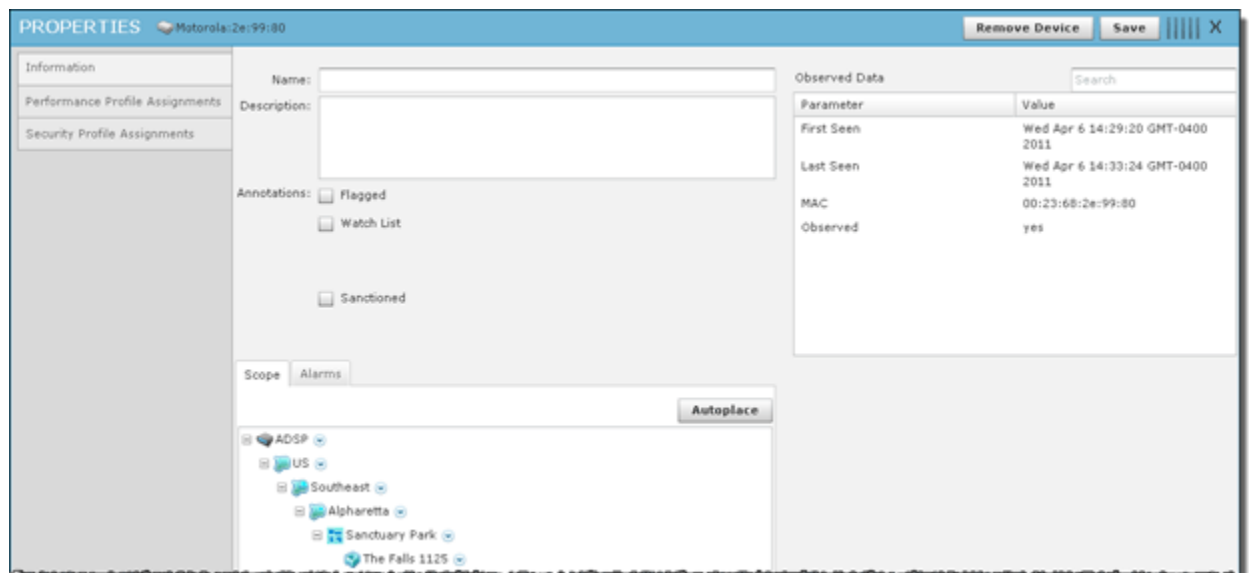 PROPERTIES Motorola:2e:99:80 Remove Device Save X
Information
Performance Profile Assignments
Security Profile Assignments
Name:
Description:
Annotations: Flagged
Watch List
Sanctioned
Observed Data Search
Parameter Value
First Seen Wed Apr 6 14:29:20 GMT-0400
2011
Last Seen Wed Apr 6 14:33:24 GMT-0400
2011
MAC 00:23:68:2e:99:80
Observed yes
Scope Alarms
Autoplace
ADSP
US
Southeast
Alpharetta
Sanctuary Park
The Falls 1125